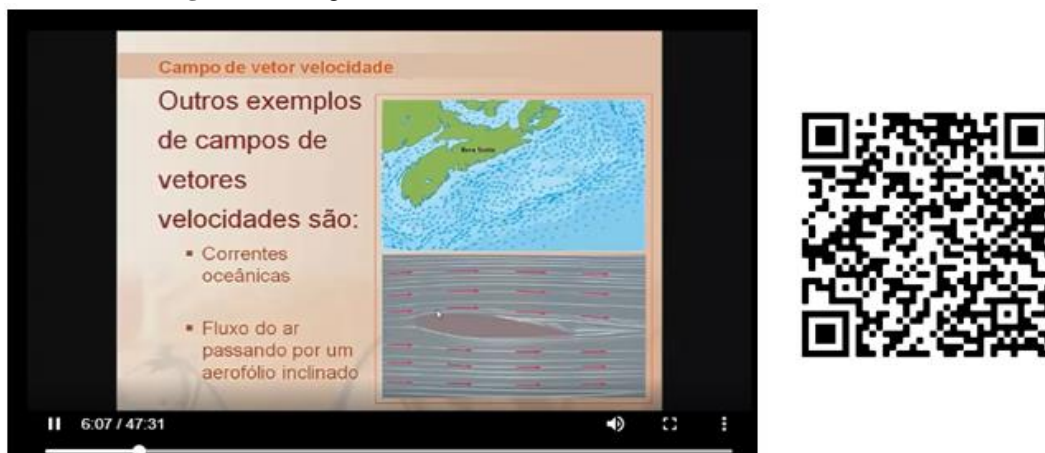 Campo de vetor velocidade
Outros exemplos
de campos de
vetores
velocidades são:
▪ Correntes
oceânicas
▪ Fluxo do ar
passando por um
aerofólio inclinado
Nova Scotia
6:07 / 47:31